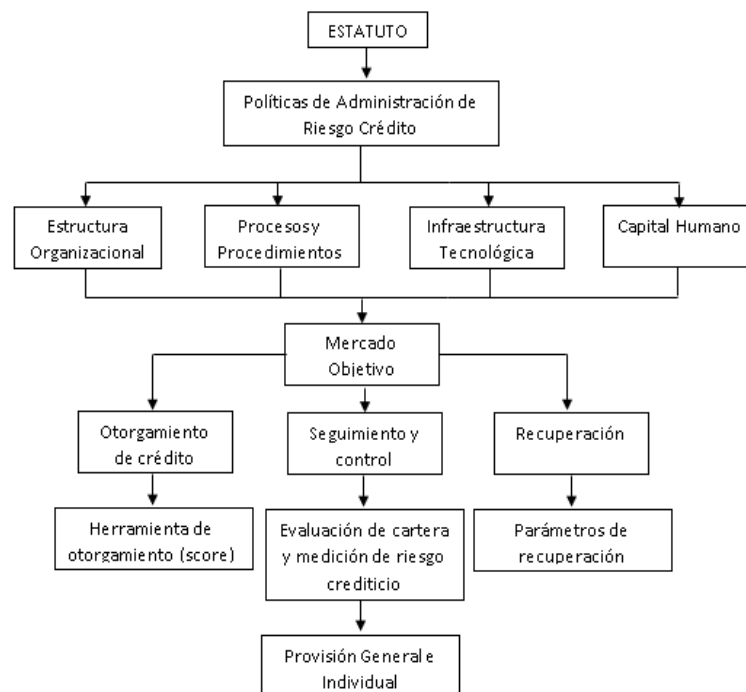 ESTATUTO
Políticas de Administración de
Riesgo Crédito
Estructura
Organizacional
Procesosy
Procedimientos
Infraestructura
Tecnológica
Capital Humano
Mercado
Objetivo
Otorgamiento
de crédito
Seguimiento y
control
Recuperación
Herramienta de
otorgamiento (score)
Evaluación de cartera
y medición de riesgo
crediticio
Parámetros de
recuperación
Provisión General e
Individual